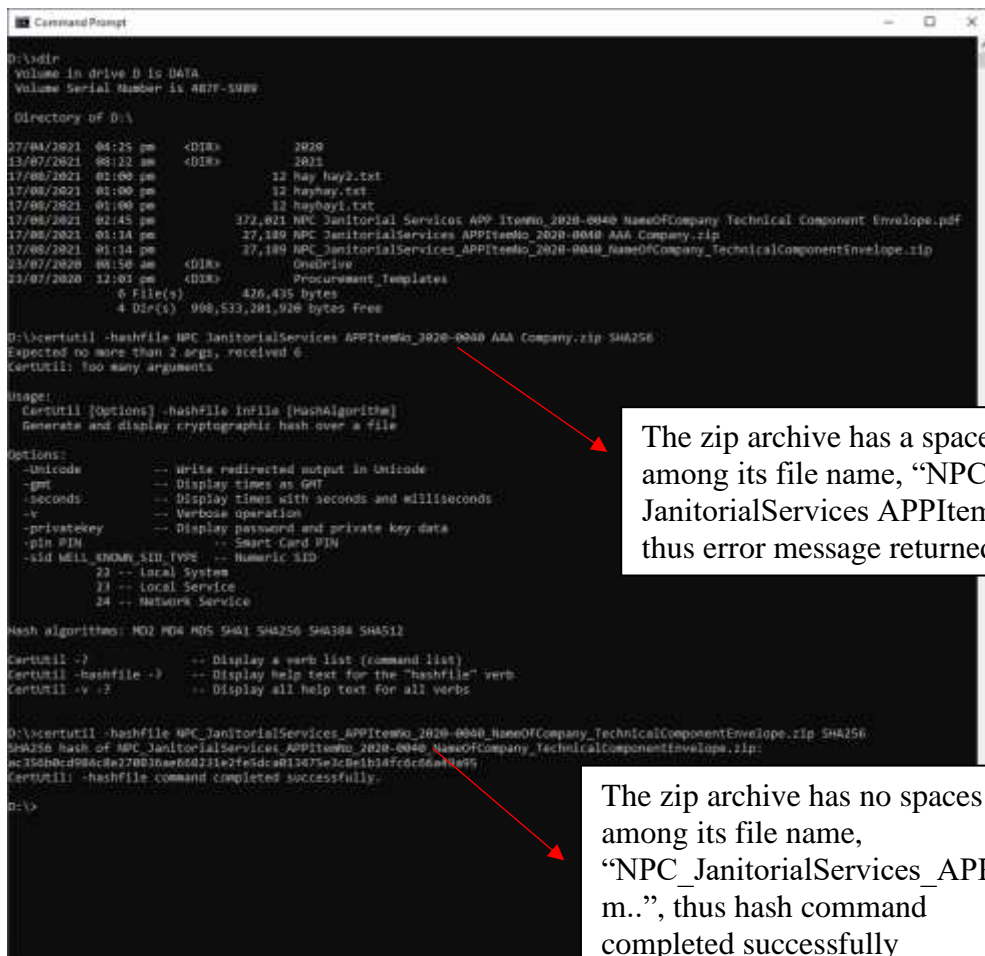 Command Prompt
D:\>dir
Volume in drive D is DATA
Volume Serial Number is
Directory of D:\
27/04/2021 04:25 pm <DIR> 2020
13/07/2021 08:22 am <DIR> 2021
17/08/2021 01:00 pm 12 hay hay2.txt
17/08/2021 01:00 pm 12 hayhay.txt
17/08/2021 01:00 pm 12 hayhay1.txt
17/08/2021 02:45 pm 372,021 NPC Janitorial Services APP ItemNo_2020-0040 NameOfCompany Technical Component Envelope.pdf
17/08/2021 01:14 pm 27,189 NPC_JanitorialServices APPItemNo_2020-0040 AAA Company.zip
17/08/2021 01:14 pm 27,189 NPC_JanitorialServices_APPItemNo_2020-0040_NameOfCompany_TechnicalComponentEnvelope.zip
23/07/2020 08:50 am <DIR> OneDrive
23/07/2020 12:03 pm <DIR> Procurement_Templates
6 File(s) 426,435 bytes
4 Dir(s) 998,533,201,920 bytes free
D:\>certutil -hashfile NPC JanitorialServices APPItemNo_2020-0040 AAA Company.zip SHA256
Expected no more than 2 args, received 6
CertUtil: Too many arguments
Usage:
CertUtil [Options] -hashfile InFile [HashAlgorithm]
Generate and display cryptographic hash over a file
Options:
-Unicode -- Write redirected output in Unicode
-gmt -- Display times as GMT
-seconds -- Display times with seconds and milliseconds
-v -- Verbose operation
-privatekey -- Display password and private key data
-pin PIN -- Smart Card PIN
-sid WELL_KNOWN_SID_TYPE -- Numeric SID
22 -- Local System
23 -- Local Service
24 -- Network Service
Hash algorithms: MD2 MD4 MD5 SHA1 SHA256 SHA384 SHA512
CertUtil -? -- Display a verb list (command list)
CertUtil -hashfile -? -- Display help text for the "hashfile" verb
CertUtil -v -? -- Display all help text for all verbs
D:\>certutil -hashfile NPC_JanitorialServices_APPItemNo_2020-0040_NameOfCompany_TechnicalComponentEnvelope.zip SHA256
SHA256 hash of NPC_JanitorialServices_APPItemNo_2020-0040_NameOfCompany_TechnicalComponentEnvelope.zip:
CertUtil: -hashfile command completed successfully.
D:\>
The zip archive has a space
among its file name, “NPC
JanitorialServices APPItem
thus error message returned
The zip archive has no spaces
among its file name,
“NPC_JanitorialServices_API
m..”, thus hash command
completed successfully